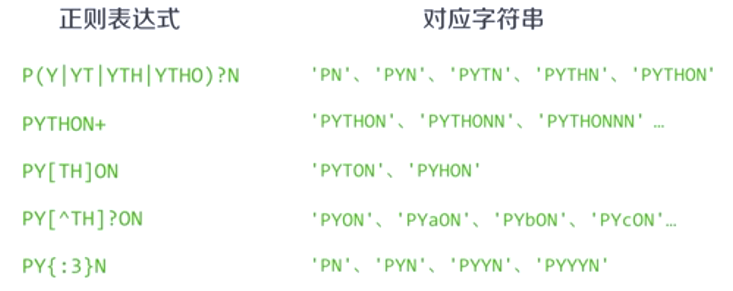 正则表达式 对应字符串
P(Y|YT|YTH|YTHO)?N 'PN'、'PYN'、'PYTN'、'PYTHN'、'PYTHON'
PYTHON+ 'PYTHON'、'PYTHONN'、'PYTHONNN' …
PY[TH]ON 'PYTON'、'PYHON'
PY[^TH]?ON 'PYON'、'PYaON'、'PYbON'、'PYcON'…
PY{:3}N 'PN'、'PYN'、'PYYN'、'PYYYN'